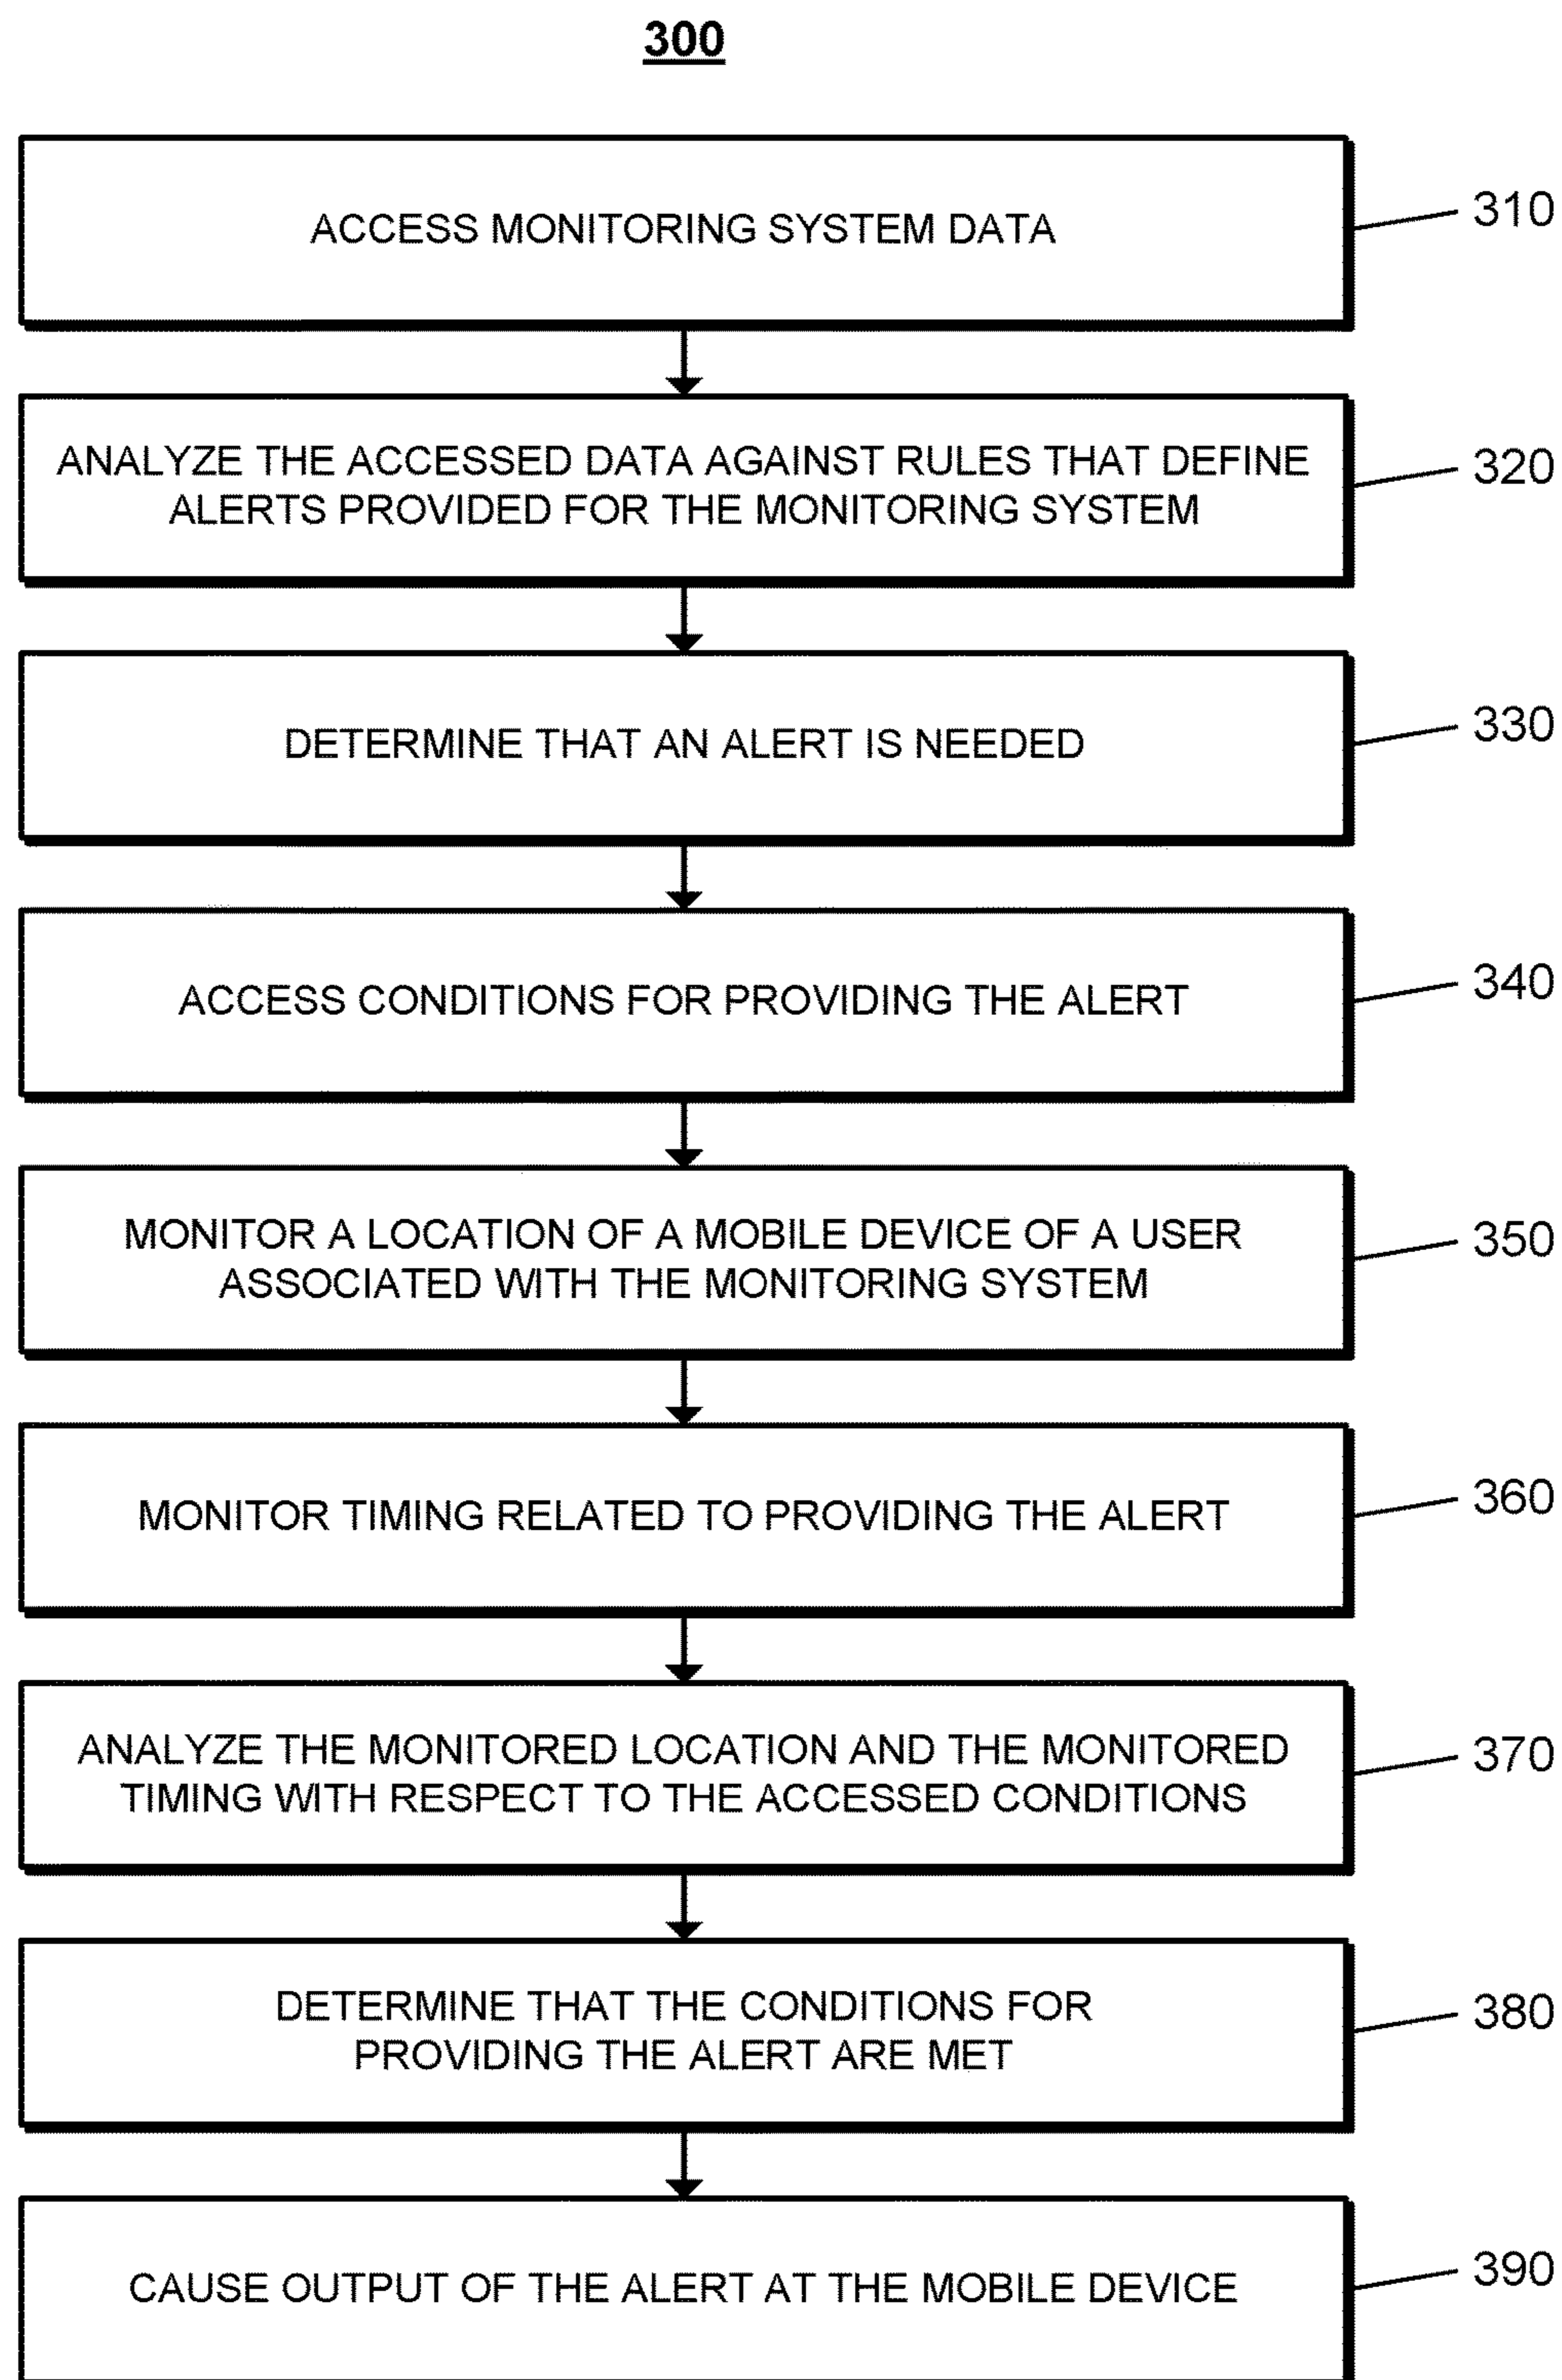 300
ACCESS MONITORING SYSTEM DATA
310
ANALYZE THE ACCESSED DATA AGAINST RULES THAT DEFINE
ALERTS PROVIDED FOR THE MONITORING SYSTEM
320
DETERMINE THAT AN ALERT IS NEEDED
330
ACCESS CONDITIONS FOR PROVIDING THE ALERT
340
MONITOR A LOCATION OF A MOBILE DEVICE OF A USER
ASSOCIATED WITH THE MONITORING SYSTEM
350
MONITOR TIMING RELATED TO PROVIDING THE ALERT
360
ANALYZE THE MONITORED LOCATION AND THE MONITORED
TIMING WITH RESPECT TO THE ACCESSED CONDITIONS
370
DETERMINE THAT THE CONDITIONS FOR
PROVIDING THE ALERT ARE MET
380
CAUSE OUTPUT OF THE ALERT AT THE MOBILE DEVICE
390